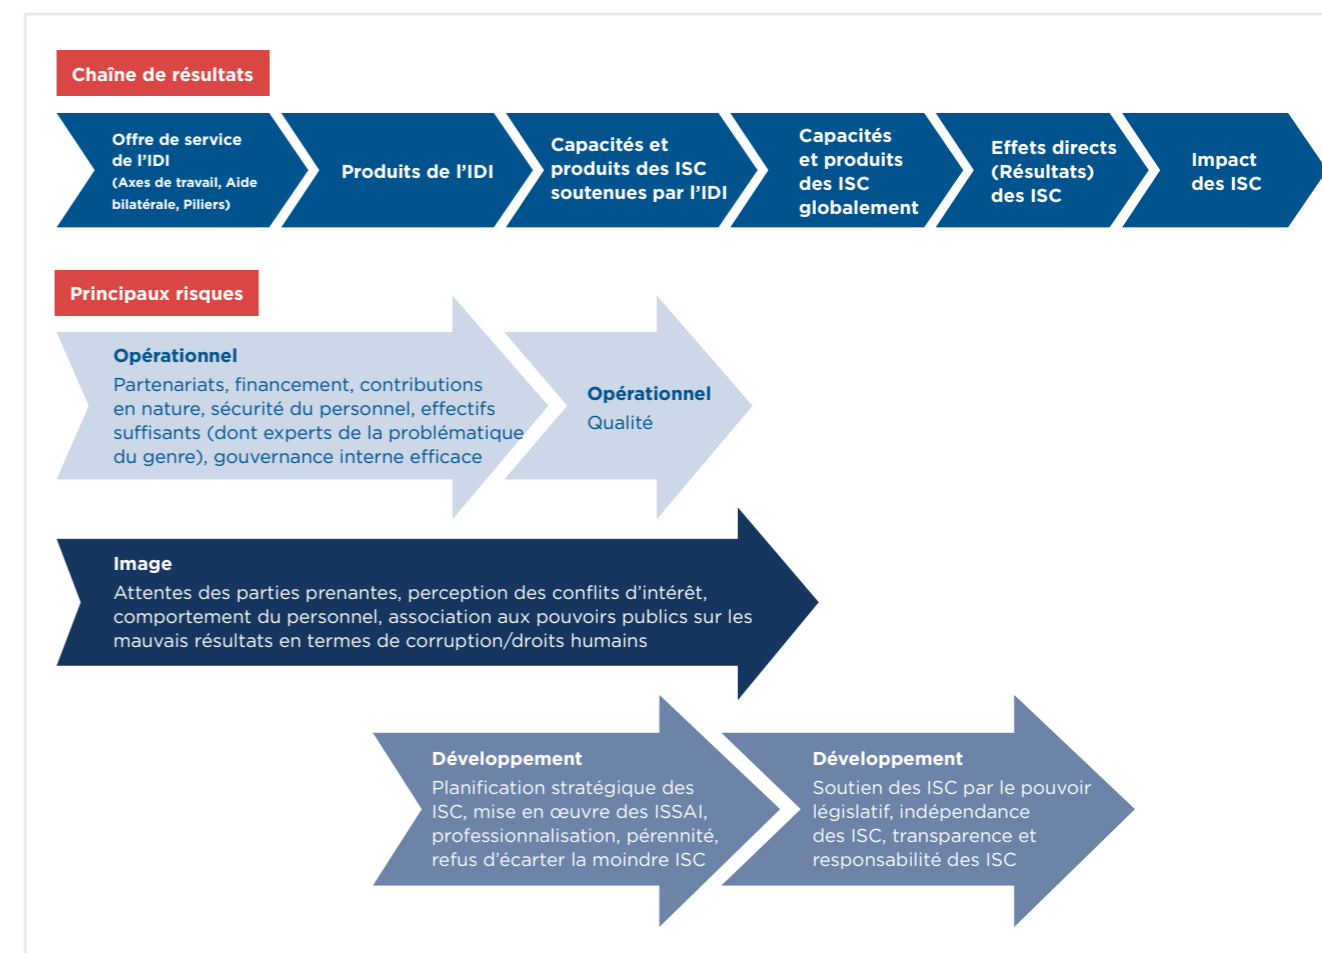 Chaîne de résultats
Offre de service
de l’IDI
(Axes de travail, Aide
bilatérale, Piliers)
Produits de l’IDI
Capacités et
produits des ISC
soutenues par l’IDI
Capacités
et produits
des ISC
globalement
Effets directs
(Résultats)
des ISC
Impact
des ISC
Principaux risques
Opérationnel
Partenariats, financement, contributions
en nature, sécurité du personnel, effectifs
suffisants (dont experts de la problématique
du genre), gouvernance interne efficace
Opérationnel
Qualité
Image
Attentes des parties prenantes, perception des conflits d’intérêt,
comportement du personnel, association aux pouvoirs publics sur les
mauvais résultats en termes de corruption/droits humains
Développement
Planification stratégique des
ISC, mise en œuvre des ISSAI,
professionnalisation, pérennité,
refus d’écarter la moindre ISC
Développement
Soutien des ISC par le pouvoir
législatif, indépendance
des ISC, transparence et
responsabilité des ISC